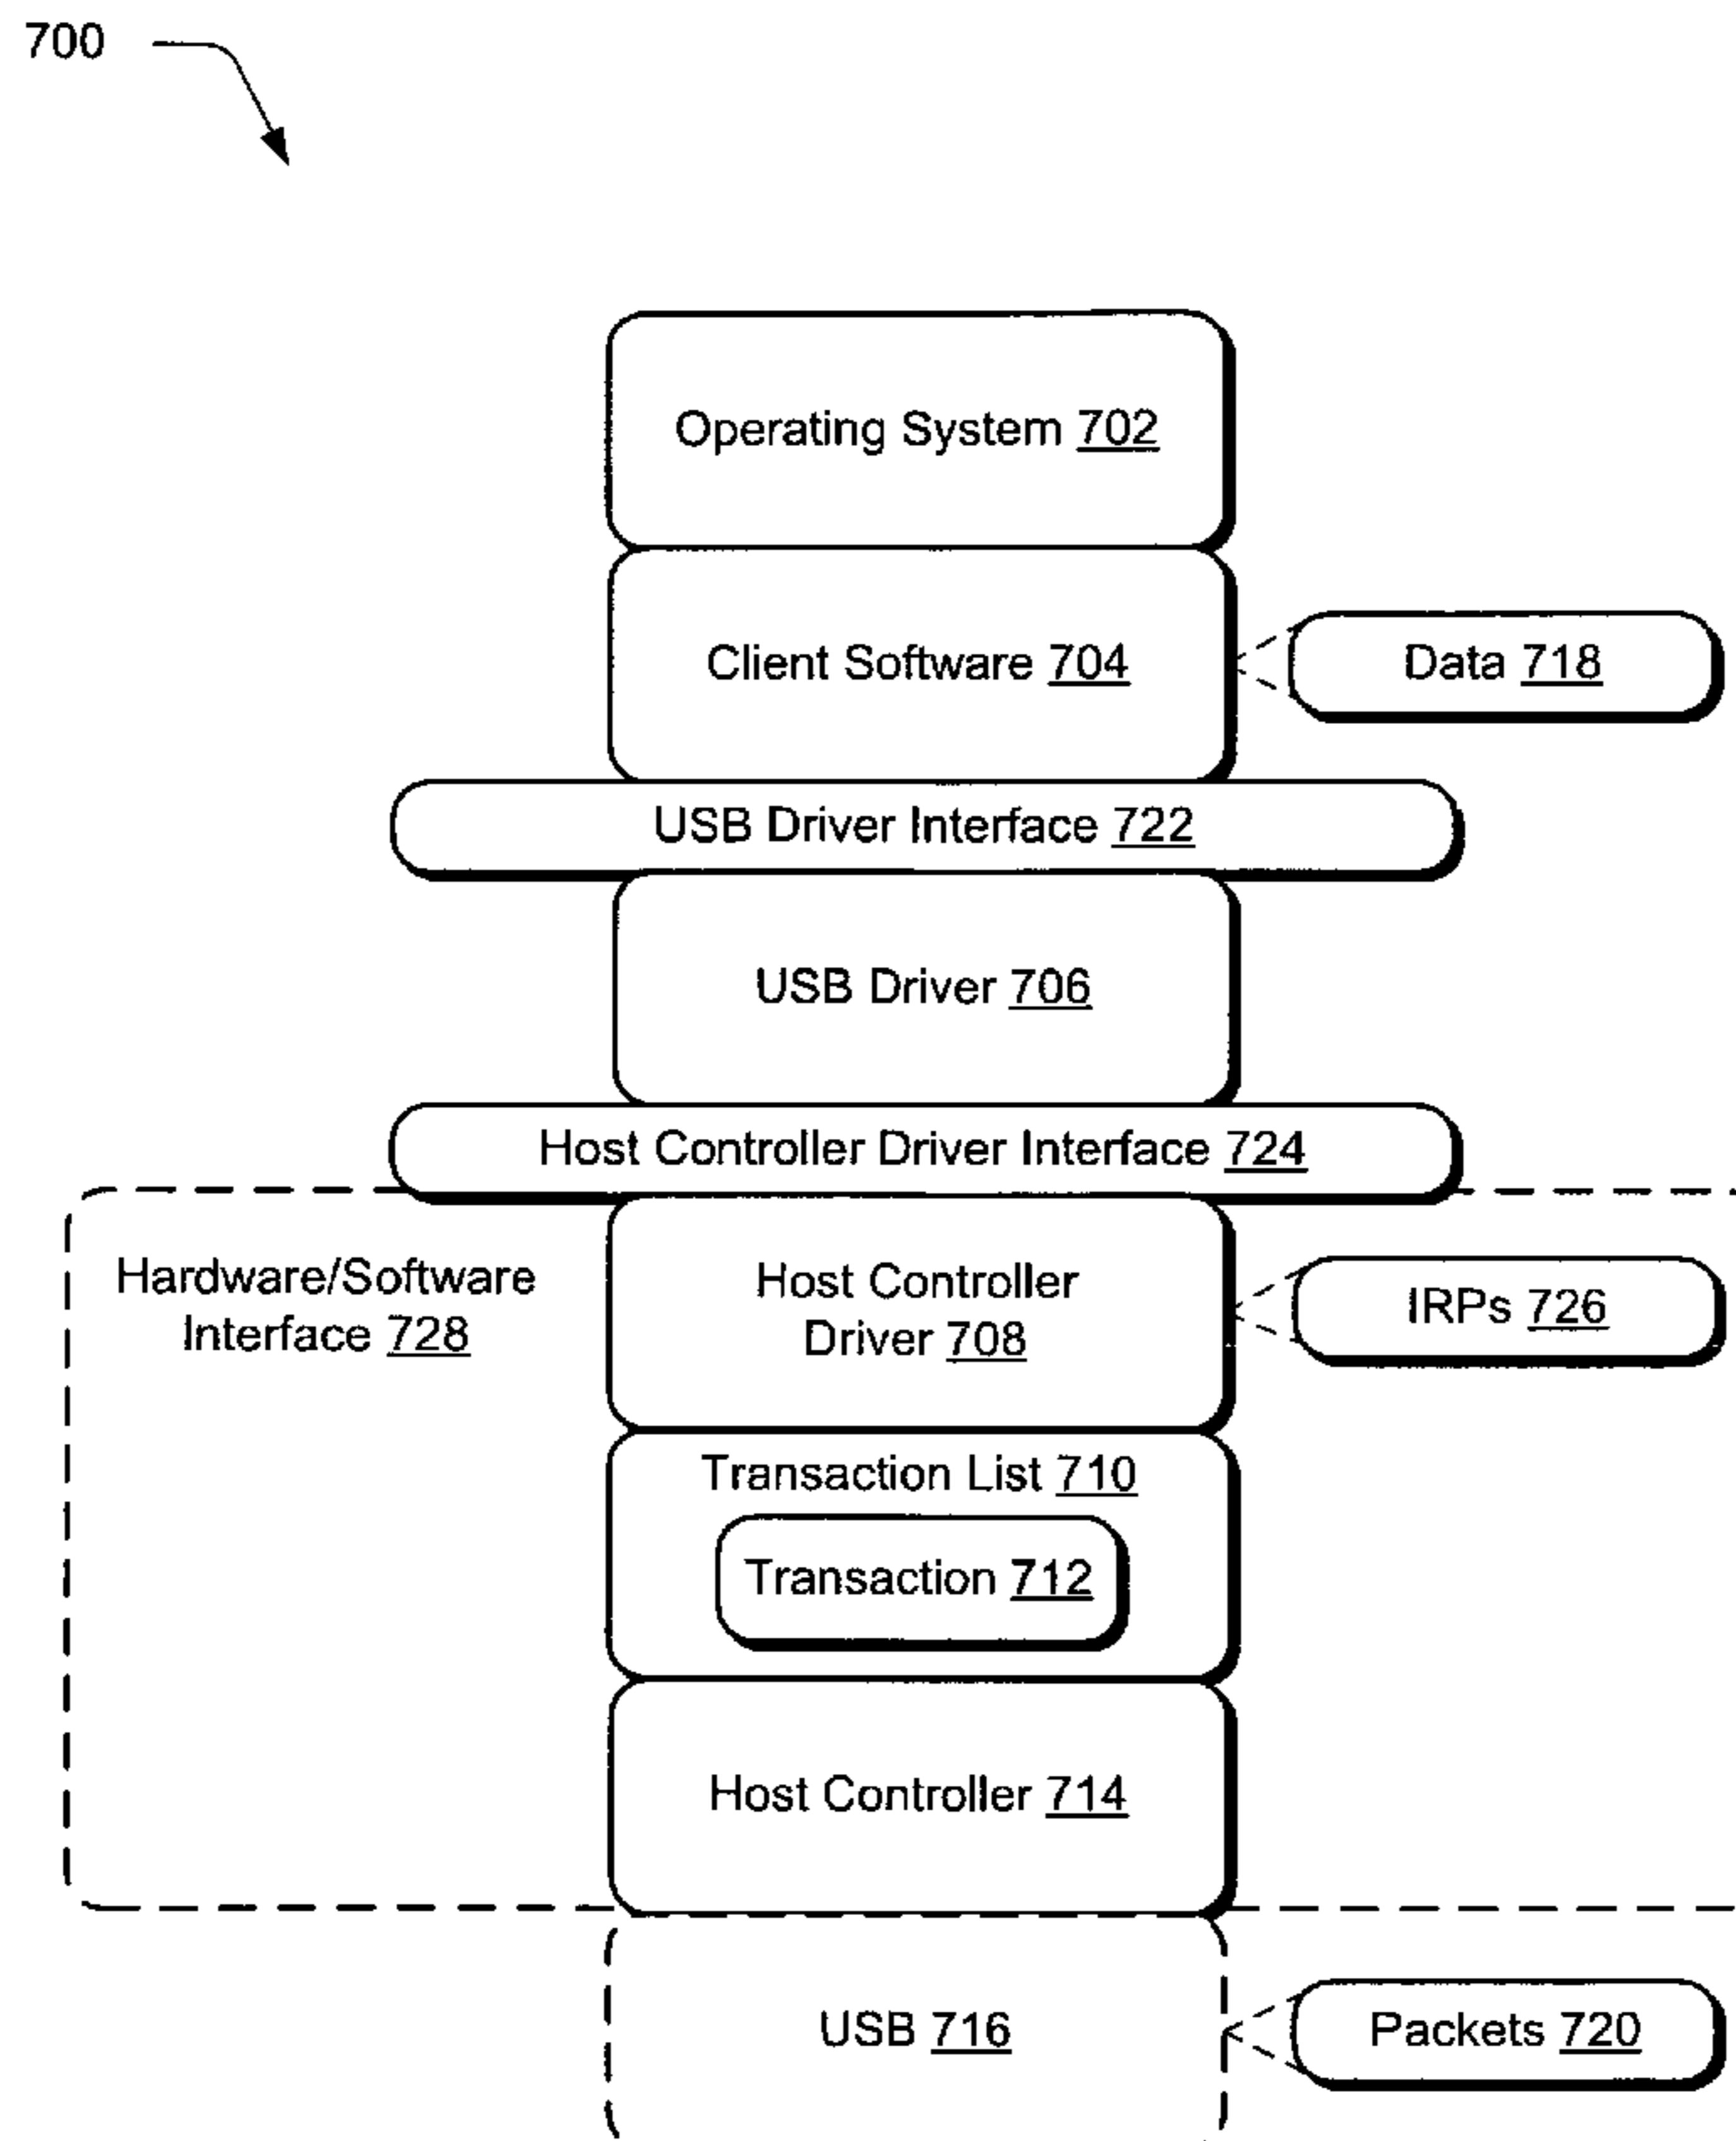 700
Operating System 702
Client Software 704
Data 718
USB Driver Interface 722
USB Driver 706
Host Controller Driver Interface 724
Hardware/Software
Interface 728
Host Controller
Driver 708
IRPs 726
Transaction List 710
Transaction 712
Host Controller 714
USB 716
Packets 720